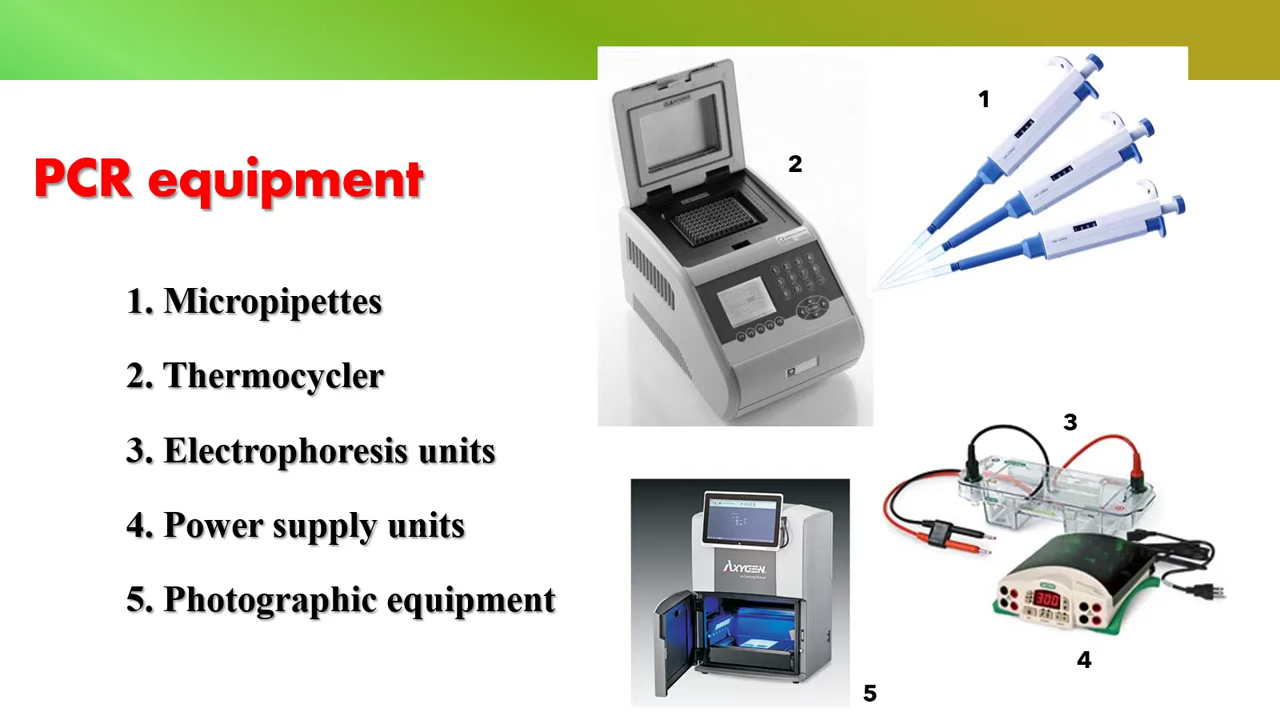 PCR equipment
1. Micropipettes
2. Thermocycler
3. Electrophoresis units
4. Power supply units
5. Photographic equipment
1
2
3
300
4
AXYGEN
5